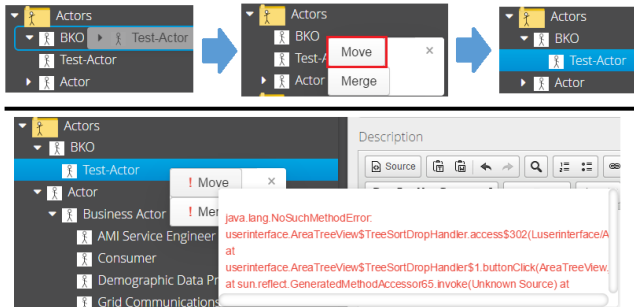 Actors
BKO
Test-Actor
Test-Actor
Actor
Actors
BKO
Test-
Actor
Move
×
Merge
Actors
BKO
Test-Actor
Actor
Actors
BKO
Test-Actor
Actor
Business Actor
AMI Service Engineer
Consumer
Demographic Data Pr
Grid Communications
! Move
×
! Mer
Description
Source
java.lang.NoSuchMethodError:
userinterface.AreaTreeView$TreeSortDropHandler.access$302(Luserinterface/A
at
userinterface.AreaTreeView$TreeSortDropHandler$1.buttonClick(AreaTreeView.
at sun.reflect.GeneratedMethodAccessor65.invoke(Unknown Source) at